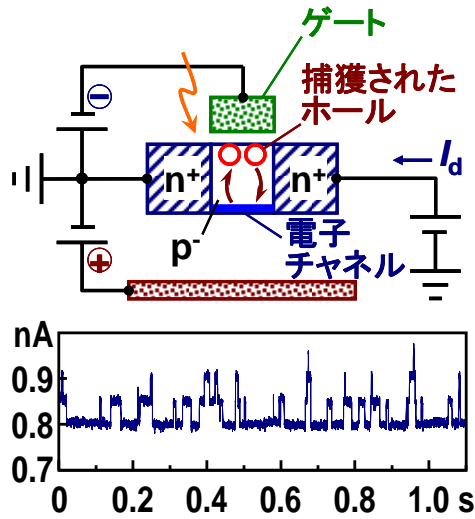 ゲート
捕獲された
ホール
−
n+
n+
Id
p-
電子
チャネル
+
nA
0.9
0.8
0.7
0
0.2
0.4
0.6
0.8
1.0 s